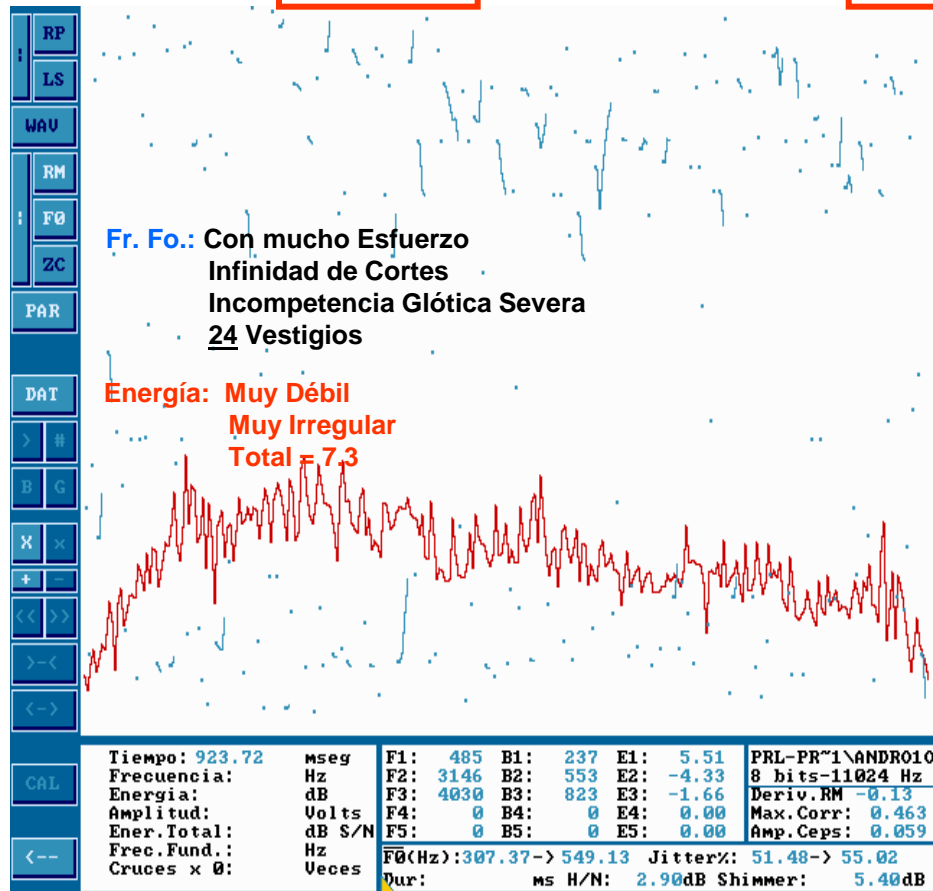 RP
LS
WAV
RM
F0
ZC
PAR
DAT
> #
B G
X x
+ -
<< >>
>-<
<->
CAL
<--
Fr. Fo.: Con mucho Esfuerzo
Infinidad de Cortes
Incompetencia Glótica Severa
24 Vestigios
Energía: Muy Débil
Muy Irregular
Total = 7.3
Tiempo: 923.72 mseg
Frecuencia: Hz
Energia: dB
Amplitud: Volts
Ener.Total: dB S/N
Frec.Fund.: Hz
Cruces x 0: Veces
F1: 485 B1: 237 E1: 5.51
F2: 3146 B2: 553 E2: -4.33
F3: 4030 B3: 823 E3: -1.66
F4: 0 B4: 0 E4: 0.00
F5: 0 B5: 0 E5: 0.00
PRL-PR~1\ANDRO10
8 bits-11024 Hz
Deriv.RM -0.13
Max.Corr: 0.463
Amp.Ceps: 0.059
F0(Hz):307.37-> 549.13 Jitter%: 51.48-> 55.02
Dur: ms H/N: 2.90dB Shimmer: 5.40dB